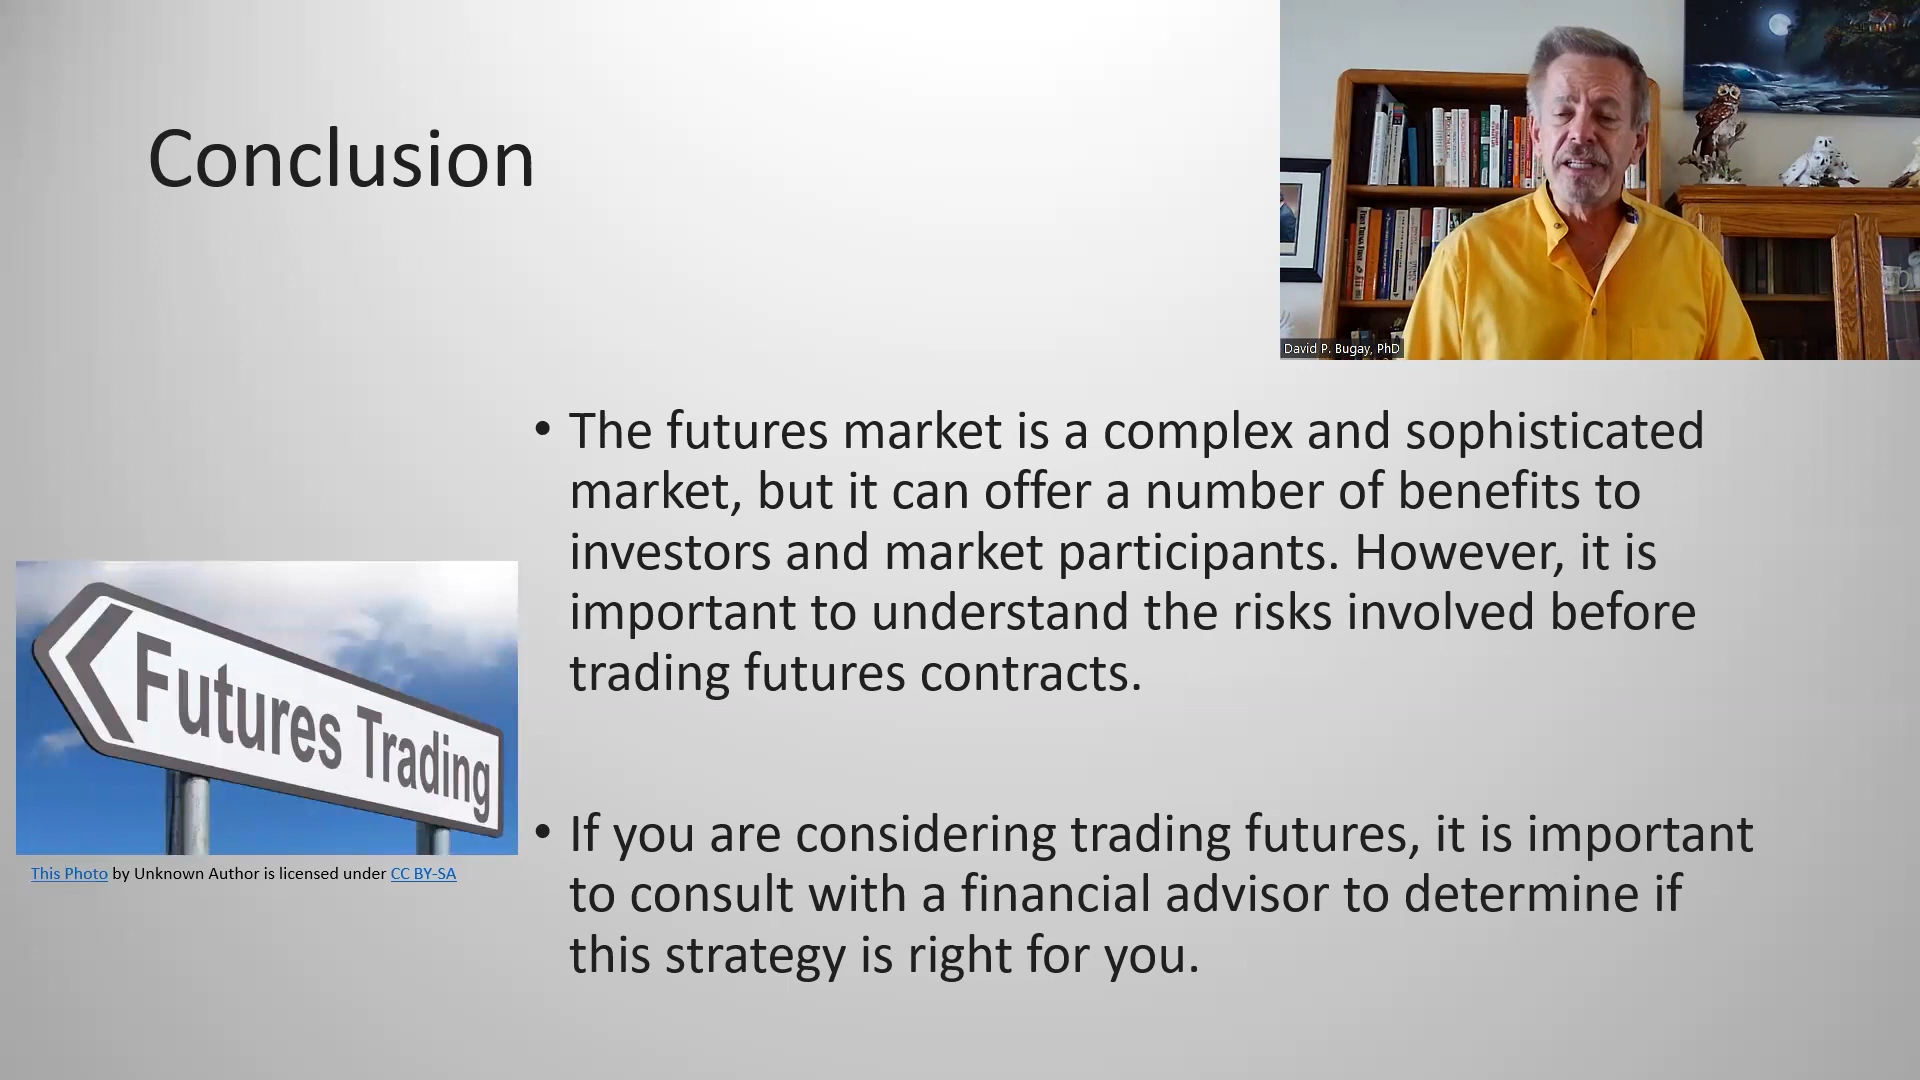 Conclusion
David P. Bugay, PhD
• The futures market is a complex and sophisticated
market, but it can offer a number of benefits to
investors and market participants. However, it is
important to understand the risks involved before
trading futures contracts.
Futures Trading
This Photo by Unknown Author is licensed under CC BY-SA
• If you are considering trading futures, it is important
to consult with a financial advisor to determine if
this strategy is right for you.